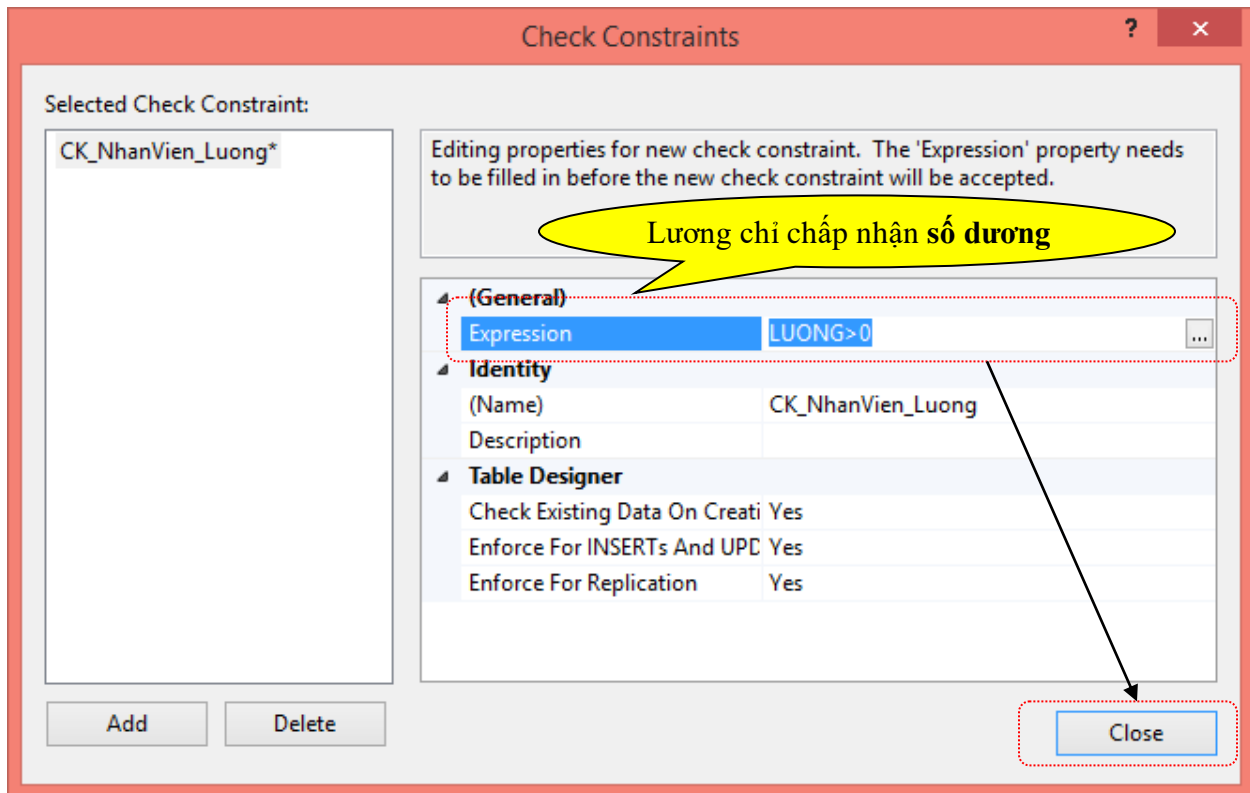 Check Constraints
?
×
Selected Check Constraint:
CK_NhanVien_Luong*
Editing properties for new check constraint. The 'Expression' property needs
to be filled in before the new check constraint will be accepted.
Lương chỉ chấp nhận số dương
(General)
Expression LUONG>0
...
Identity
(Name) CK_NhanVien_Luong
Description
Table Designer
Check Existing Data On Creati Yes
Enforce For INSERTs And UPD Yes
Enforce For Replication Yes
Add Delete
Close